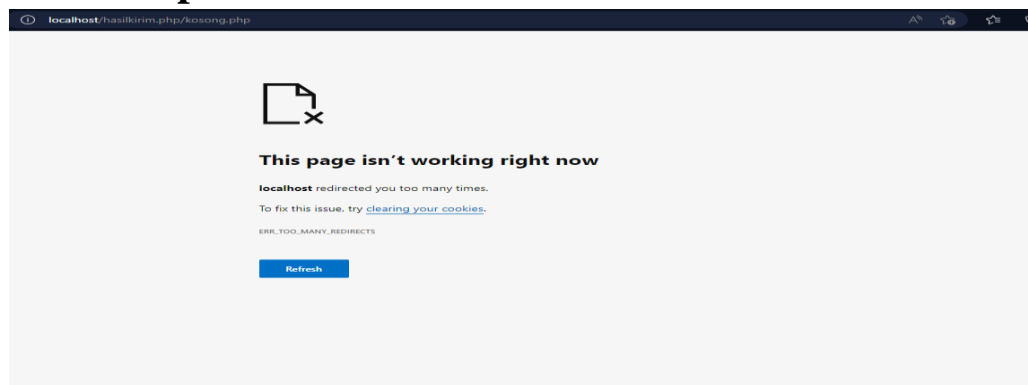 localhost/hasilkirim.php/kosong.php
This page isn't working right now
localhost redirected you too many times.
To fix this issue, try clearing your cookies.
ERR_TOO_MANY_REDIRECTS
Refresh